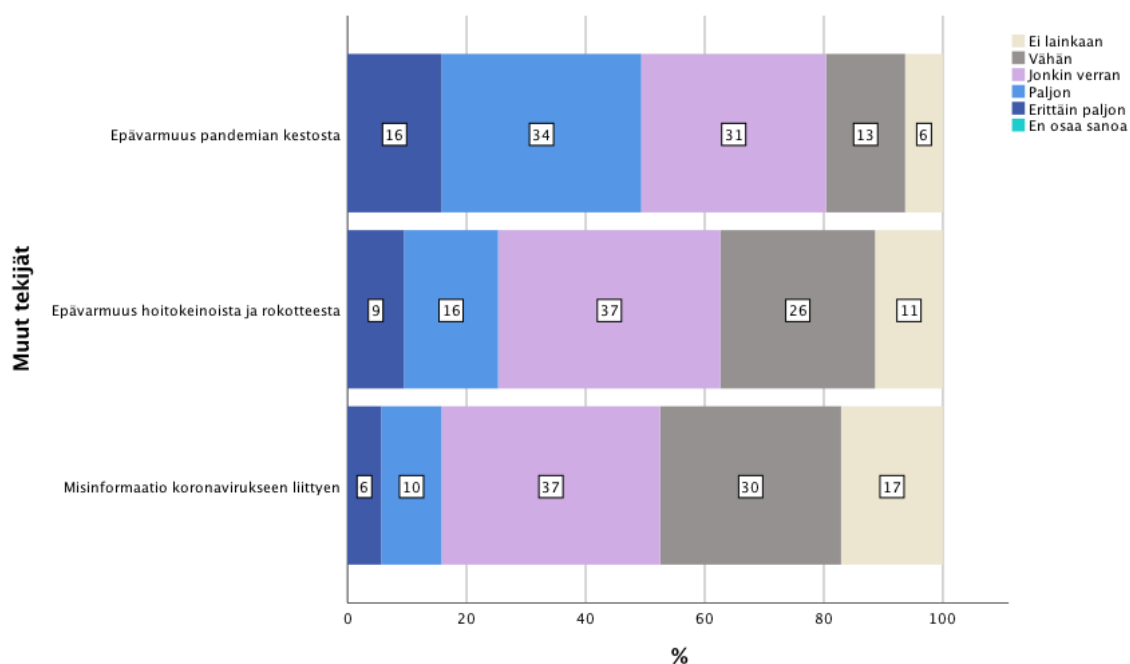 Ei lainkaan
Vähän
Jonkin verran
Paljon
Erittäin paljon
En osaa sanoa
Muut tekijät
Epävarmuus pandemian kestosta
16 34 31 13 6
Epävarmuus hoitokeinoista ja rokotteesta
9 16 37 26 11
Misinformaatio koronavirukseen liittyen
6 10 37 30 17
0 20 40 60 80 100
%